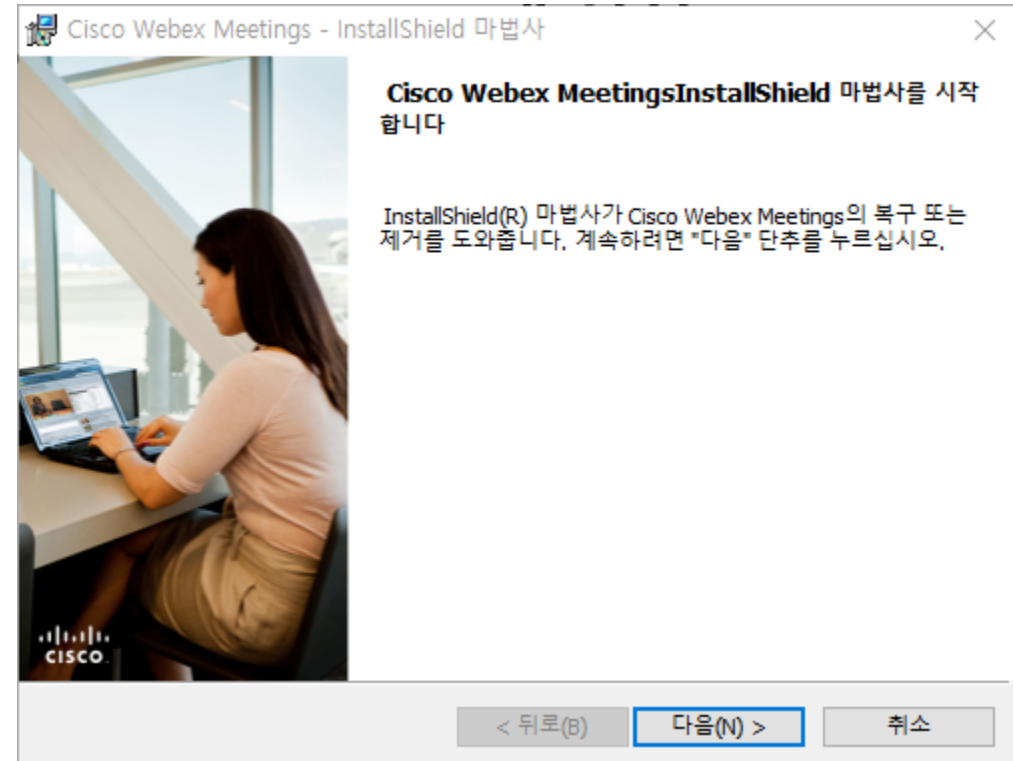 Cisco Webex Meetings - InstallShield 마법사
Cisco Webex MeetingsInstallShield 마법사를 시작
합니다
InstallShield(R) 마법사가 Cisco Webex Meetings의 복구 또는
제거를 도와줍니다. 계속하려면 "다음" 단추를 누르십시오.
CISCO
< 뒤로(B)
다음(N) >
취소